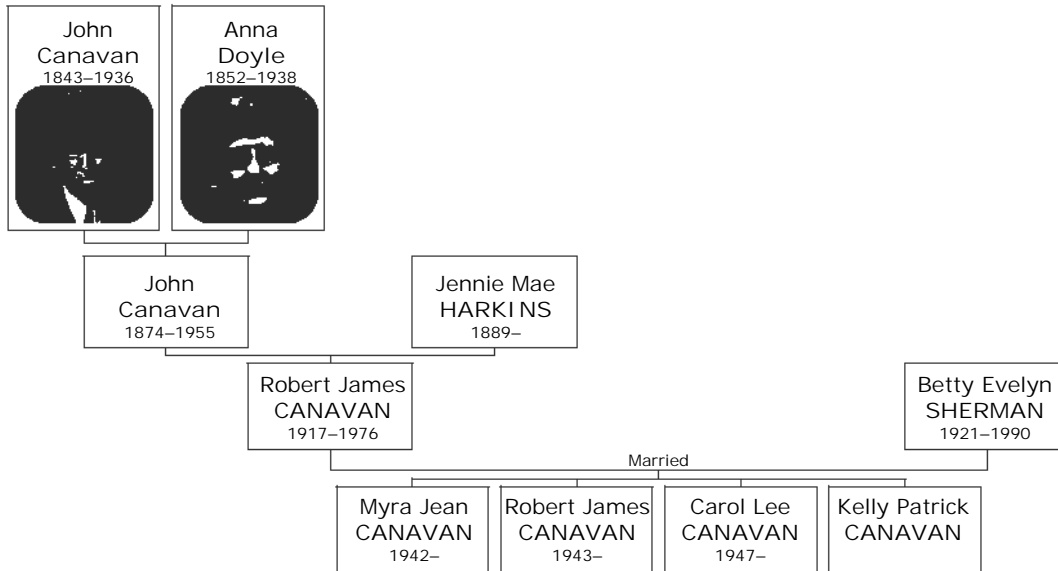 John
Canavan
1843–1936
Anna
Doyle
1852–1938
John
Canavan
1874–1955
Jennie Mae
HARKINS
1889–
Robert James
CANAVAN
1917–1976
Betty Evelyn
SHERMAN
1921–1990
Married
Myra Jean
CANAVAN
1942–
Robert James
CANAVAN
1943–
Carol Lee
CANAVAN
1947–
Kelly Patrick
CANAVAN